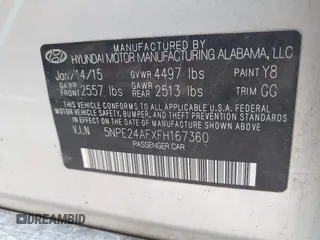 MANUFACTURED BY
HYUNDAI MOTOR MANUFACTURING ALABAMA, LLC
Jan/14/15 GVWR 4497 lbs PAINT Y8
GAWR FRONT 2557 lbs GAWR REAR 2513 lbs TRIM GG
THIS VEHICLE CONFORMS TO ALL APPLICABLE U.S. FEDERAL MOTOR
VEHICLE SAFETY, BUMPER, AND THEFT PREVENTION STANDARDS
IN EFFECT ON THE DATE OF MANUFACTURE SHOWN ABOVE.
V.I.N 5NPE24AFXFH167360
PASSENGER CAR
DREAMBID